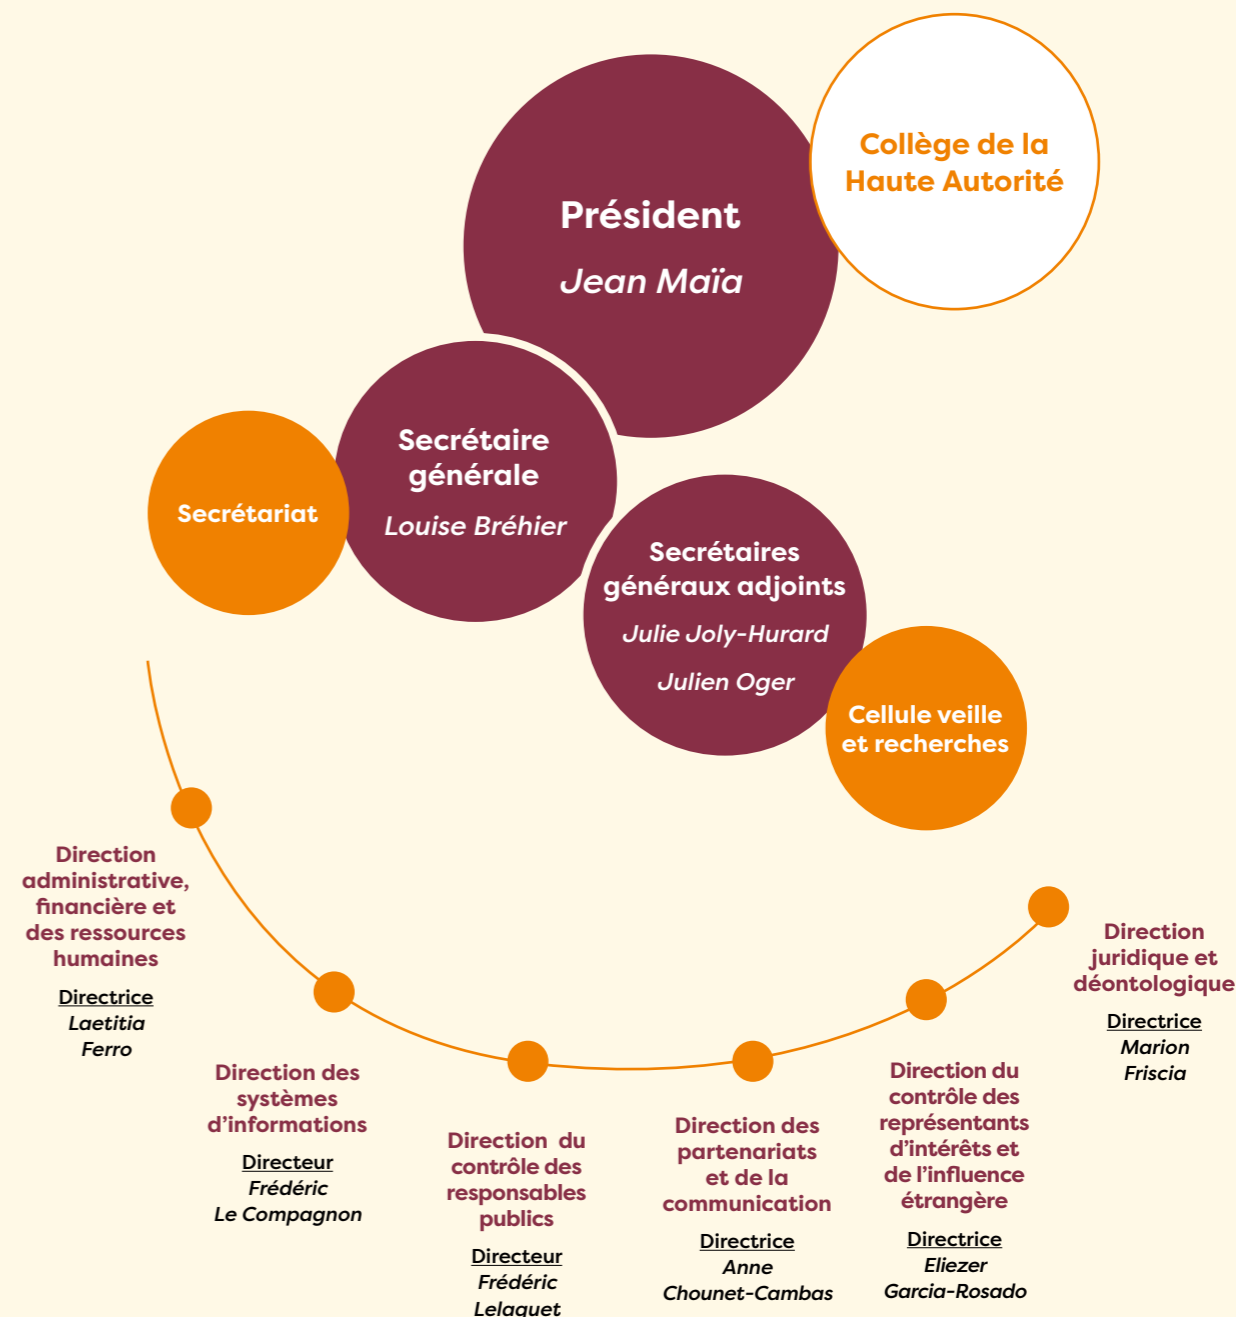 Collège de la
Haute Autorité
Président
Jean Maïa
Secrétaire
générale
Louise Bréhier
Secrétariat
Secrétaires
généraux adjoints
Julie Joly-Hurard
Julien Oger
Cellule veille
et recherches
Direction
administrative,
financière et
des ressources
humaines
Directrice
Laetitia
Ferro
Direction des
systèmes
d'informations
Directeur
Frédéric
Le Compagnon
Direction du
contrôle des
responsables
publics
Directeur
Frédéric
Lelaquet
Direction des
partenariats
et de la
communication
Directrice
Anne
Chounet-Cambas
Direction du
contrôle des
représentants
d'intérêts et
de l'influence
étrangère
Directrice
Eliezer
Garcia-Rosado
Direction
juridique et
déontologique
Directrice
Marion
Friscia